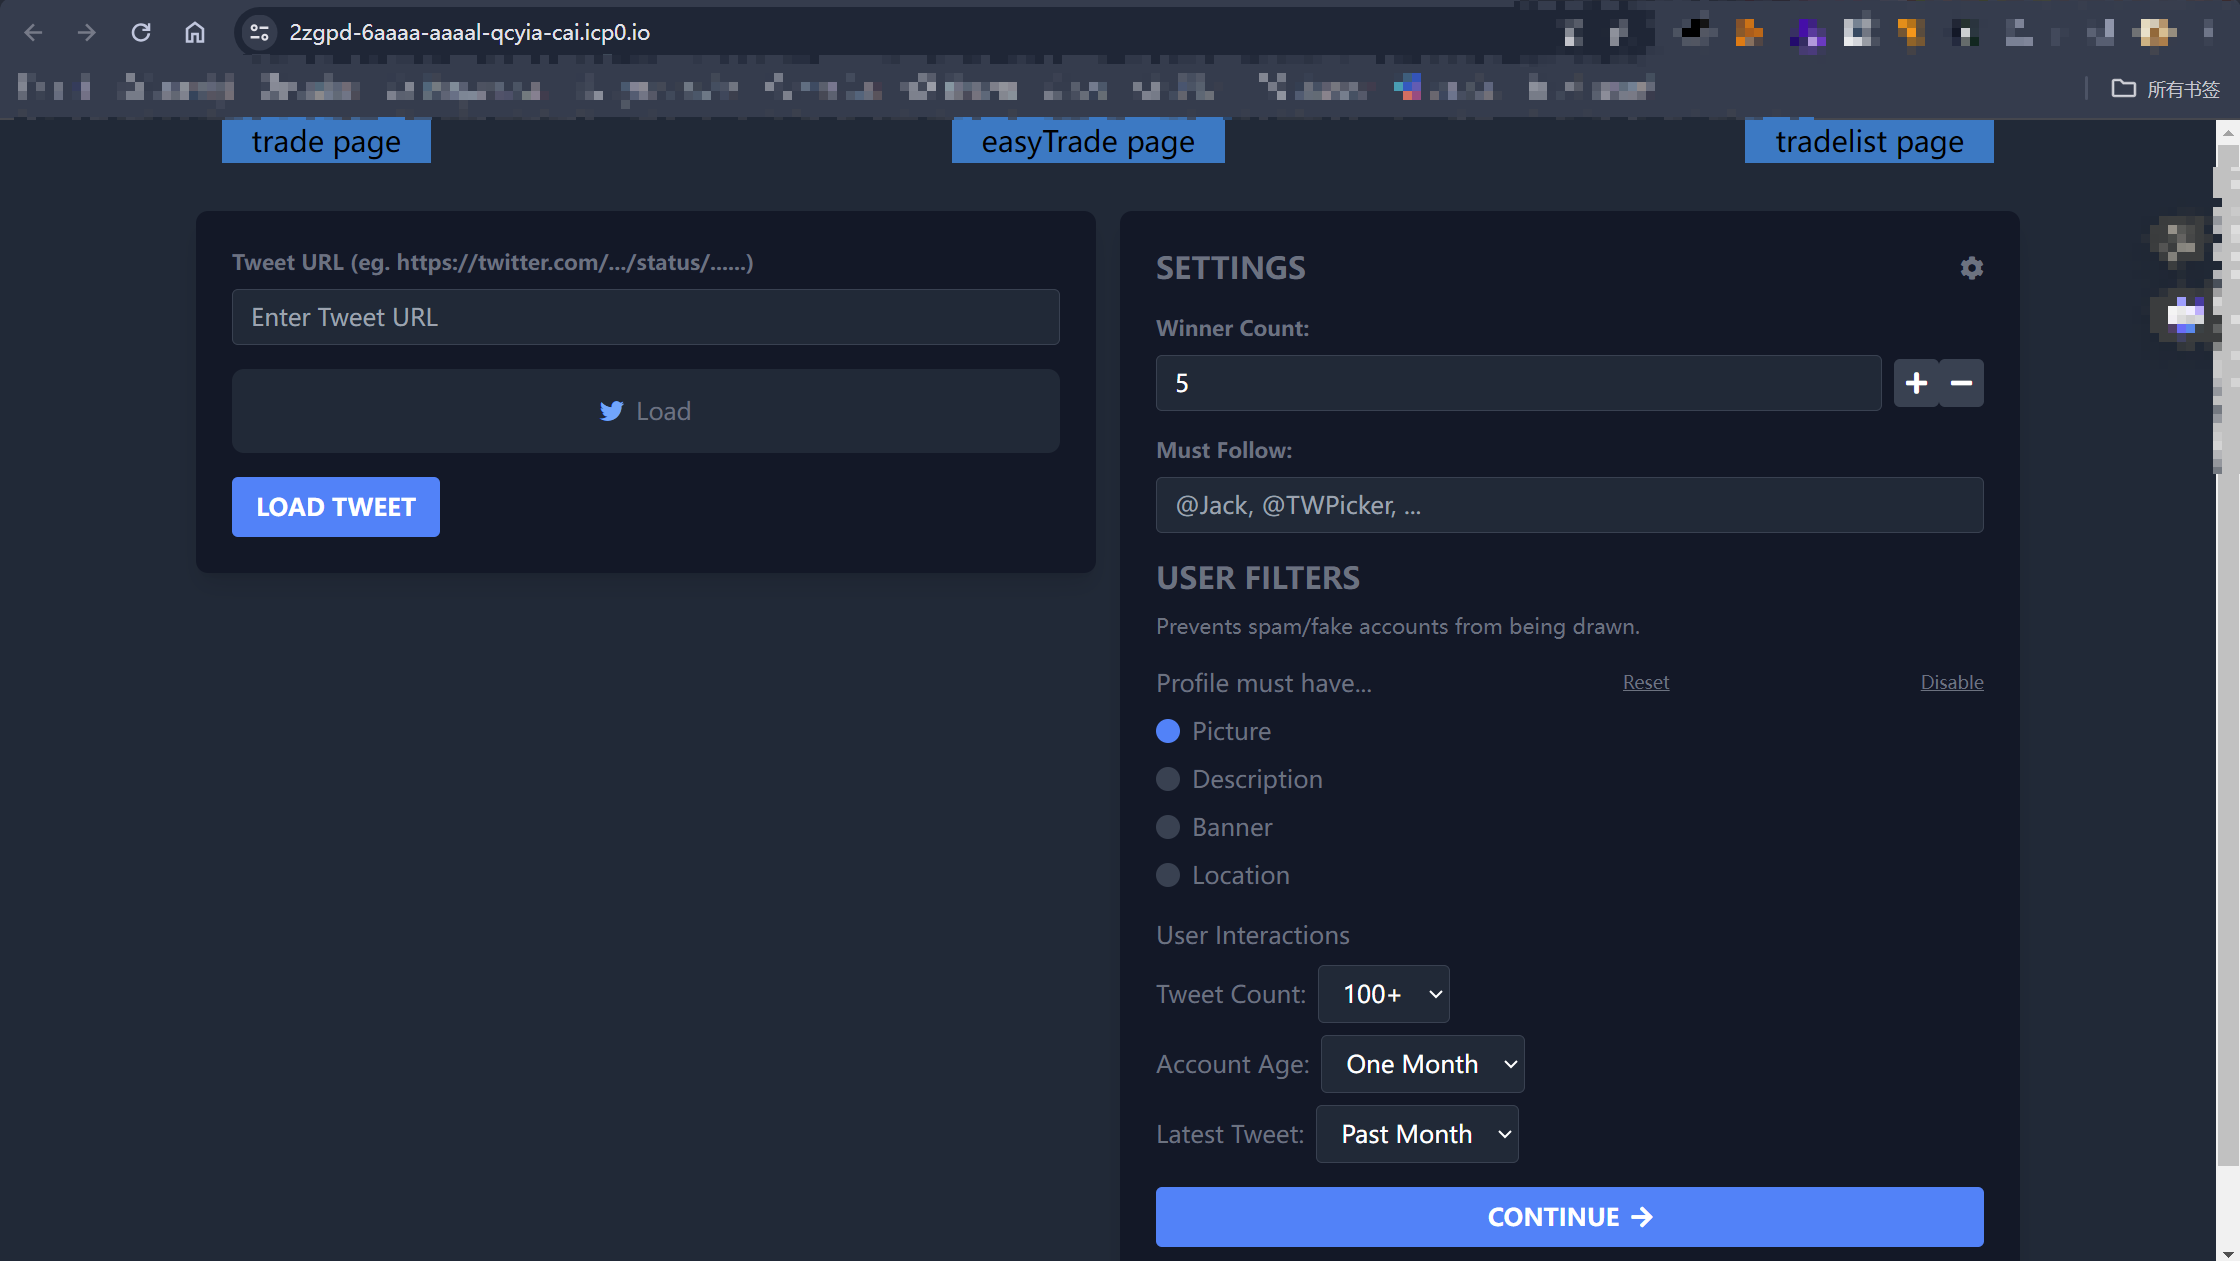 2zgpd-6aaaa-aaaal-qcyia-cai.icp0.io
所有书签
trade page
easyTrade page
tradelist page
Tweet URL (eg. https://twitter.com/.../status/......)
Enter Tweet URL
Load
LOAD TWEET
SETTINGS
Winner Count:
5
Must Follow:
@Jack, @TWPicker, ...
USER FILTERS
Prevents spam/fake accounts from being drawn.
Profile must have...
Reset
Disable
Picture
Description
Banner
Location
User Interactions
Tweet Count: 100+
Account Age: One Month
Latest Tweet: Past Month
CONTINUE